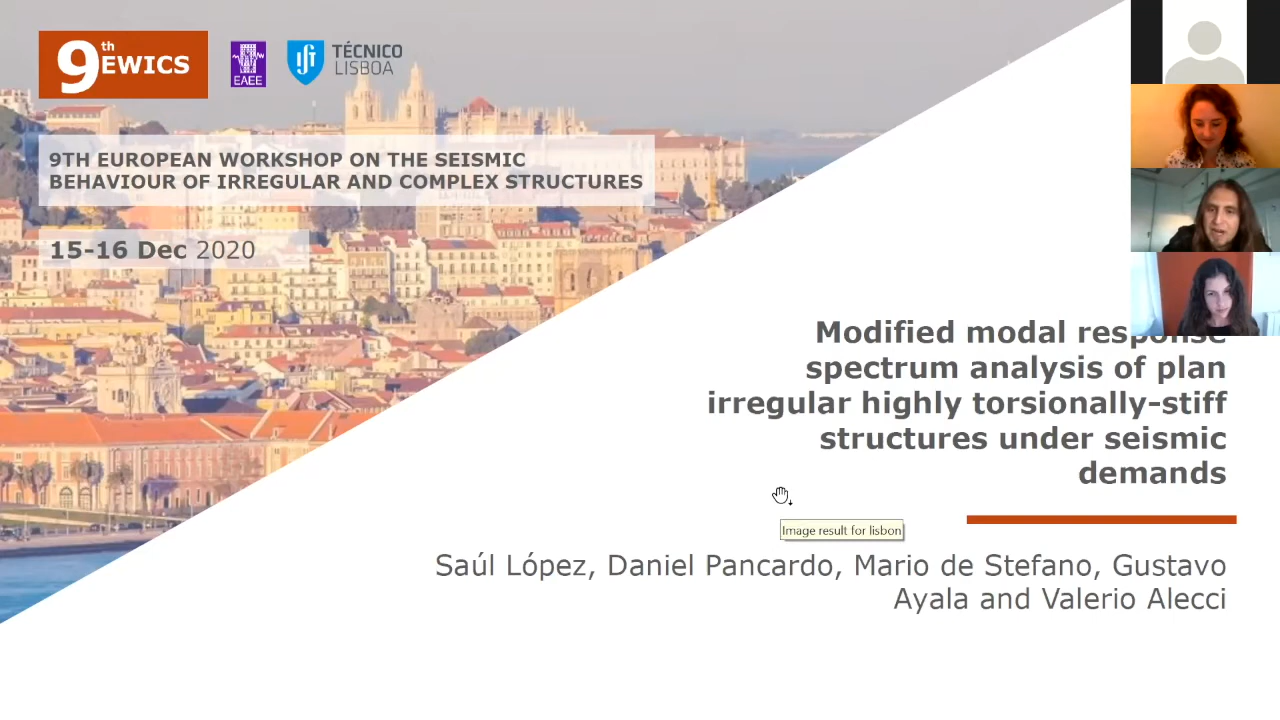 9th EWICS
EAEE
TÉCNICO
LISBOA
9TH EUROPEAN WORKSHOP ON THE SEISMIC
BEHAVIOUR OF IRREGULAR AND COMPLEX STRUCTURES
15-16 Dec 2020
Modified modal response
spectrum analysis of plan
irregular highly torsionally-stiff
structures under seismic
demands
Image result for lisbon
Saúl López, Daniel Pancardo, Mario de Stefano, Gustavo
Ayala and Valerio Alecci